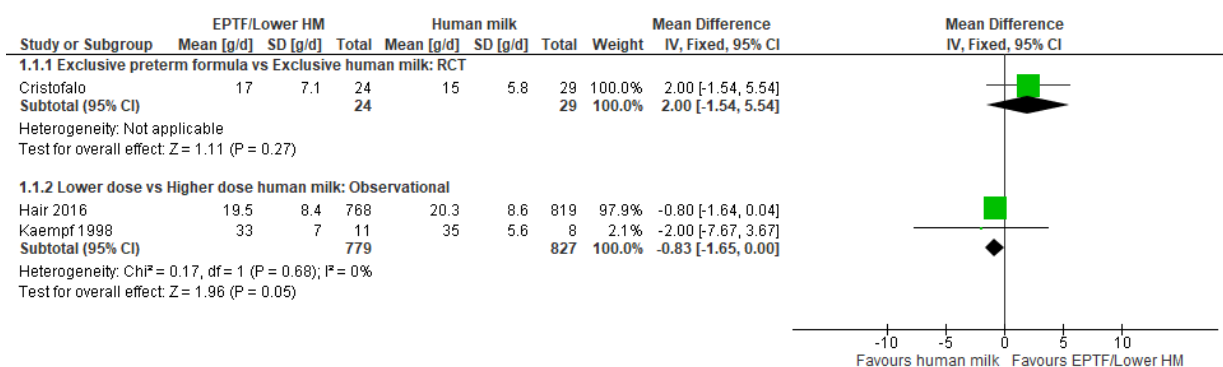 EPTF/Lower HM Human milk Mean Difference Mean Difference
Study or Subgroup Mean [g/d] SD [g/d] Total Mean [g/d] SD [g/d] Total Weight IV, Fixed, 95% CI IV, Fixed, 95% CI
1.1.1 Exclusive preterm formula vs Exclusive human milk: RCT
Cristofalo 17 7.1 24 15 5.8 29 100.0% 2.00 [-1.54, 5.54]
Subtotal (95% CI) 24 29 100.0% 2.00 [-1.54, 5.54]
Heterogeneity: Not applicable
Test for overall effect: Z = 1.11 (P = 0.27)
1.1.2 Lower dose vs Higher dose human milk: Observational
Hair 2016 19.5 8.4 768 20.3 8.6 819 97.9% -0.80 [-1.64, 0.04]
Kaempf 1998 33 7 11 35 5.6 8 2.1% -2.00 [-7.67, 3.67]
Subtotal (95% CI) 779 827 100.0% -0.83 [-1.65, 0.00]
Heterogeneity: Chi² = 0.17, df = 1 (P = 0.68); I² = 0%
Test for overall effect: Z = 1.96 (P = 0.05)
-10 -5 0 5 10
Favours human milk Favours EPTF/Lower HM